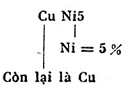 Cu Ni5
Ni = 5 %
Còn lại là Cu